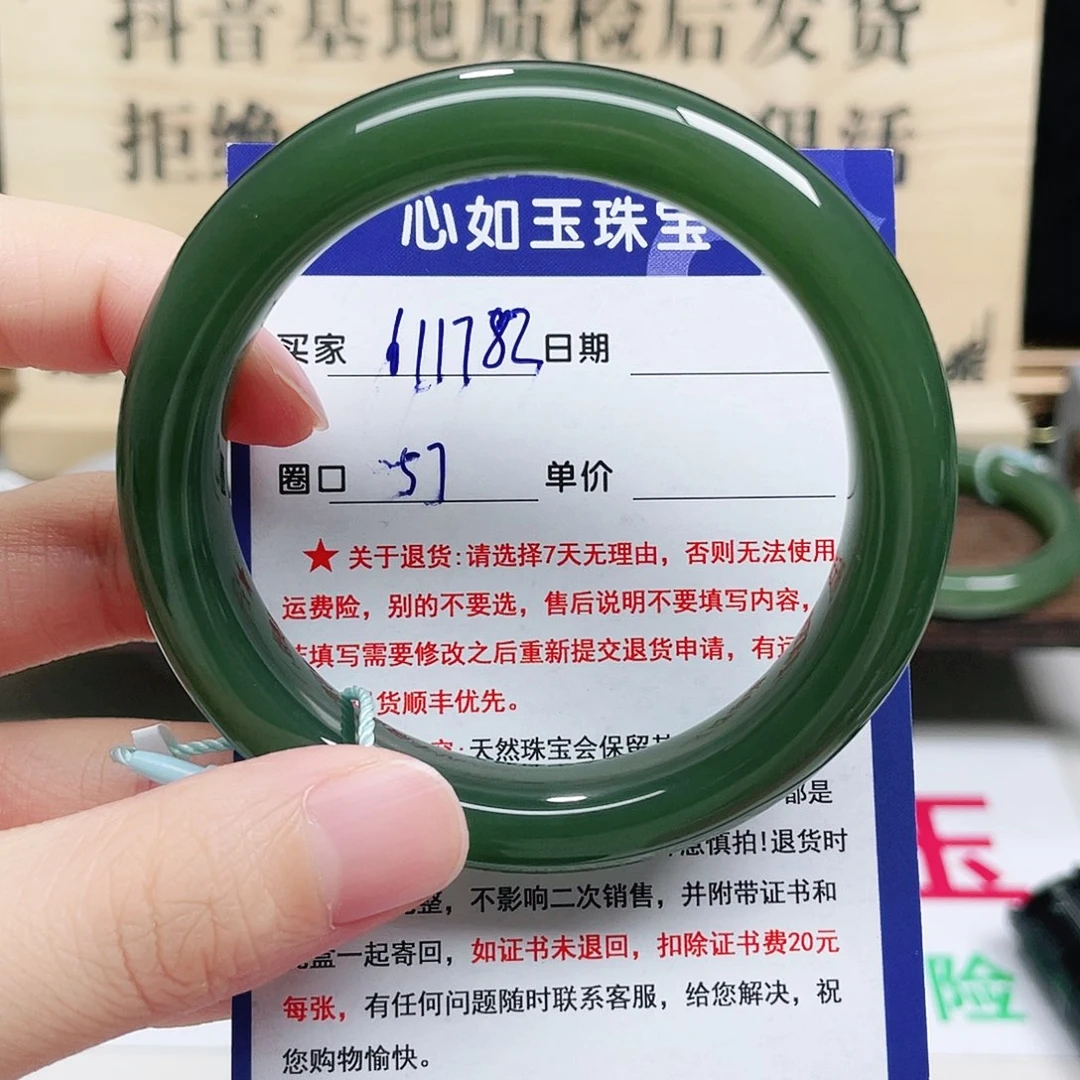 抖音基地质检后发货
拒绝
心如玉珠宝
买家 611782 日期
圈口 57 单价
★关于退货:请选择7天无理由，否则无法使用
运费险，别的不要选，售后说明不要填写内容，
填写需要修改之后重新提交退货申请，有
货顺丰优先。
:天然珠宝会保留
都是
慎拍!退货时
整，不影响二次销售，并附带证书和
盒一起寄回，如证书未退回，扣除证书费20元
每张，有任何问题随时联系客服，给您解决，祝
您购物愉快。
玉
险